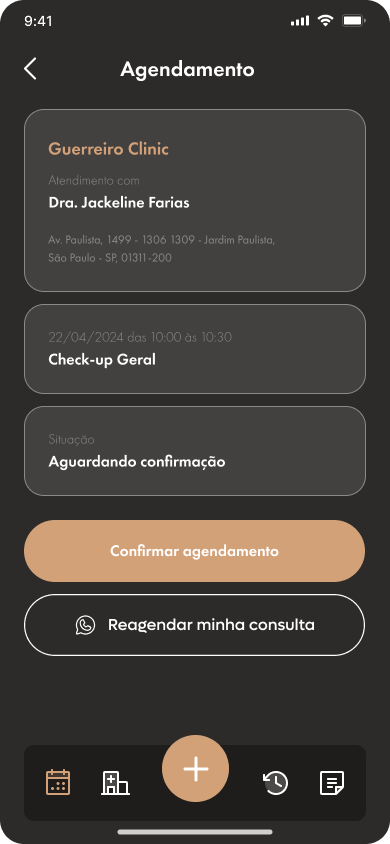 9:41
Agendamento
Guerreiro Clinic
Atendimento com
Dra. Jackeline Farias
Av. Paulista, 1499 - 1306 1309 - Jardim Paulista,
São Paulo - SP, 01311-200
22/04/2024 das 10:00 às 10:30
Check-up Geral
Situação
Aguardando confirmação
Confirmar agendamento
Reagendar minha consulta